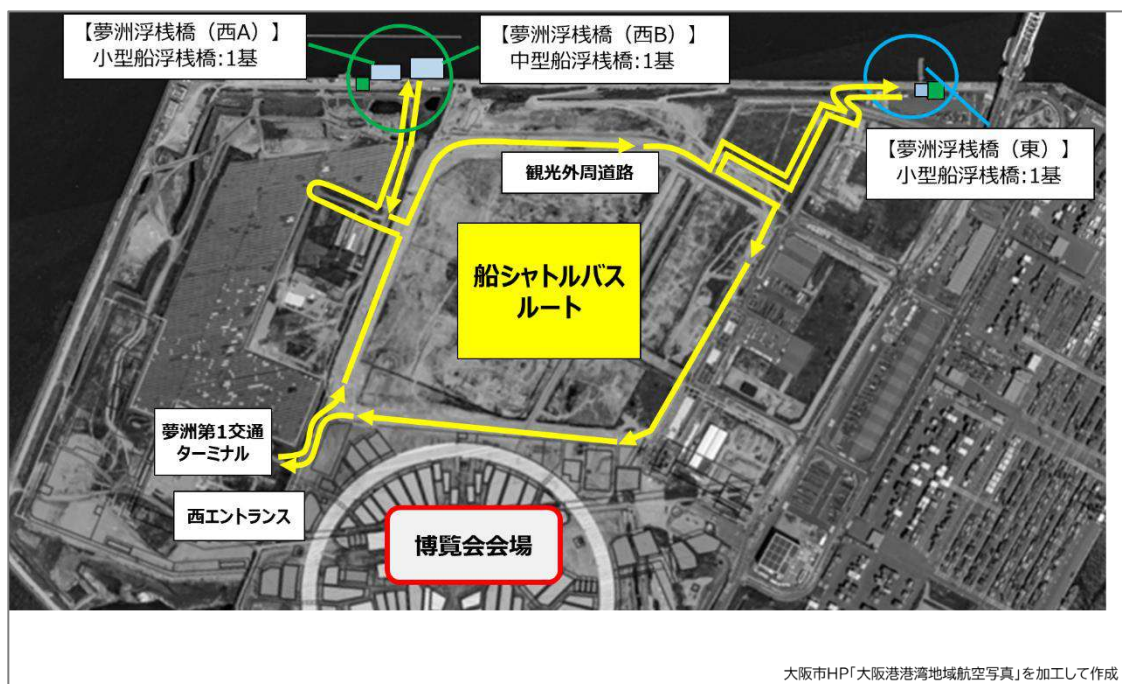 【夢洲浮桟橋（西A）】
小型船浮桟橋:1基
【夢洲浮桟橋（西B）】
中型船浮桟橋:1基
【夢洲浮桟橋（東）】
小型船浮桟橋:1基
観光外周道路
船シャトルバス
ルート
夢洲第1交通
ターミナル
西エントランス
博覧会会場
大阪市HP「大阪港港湾地域航空写真」を加工して作成